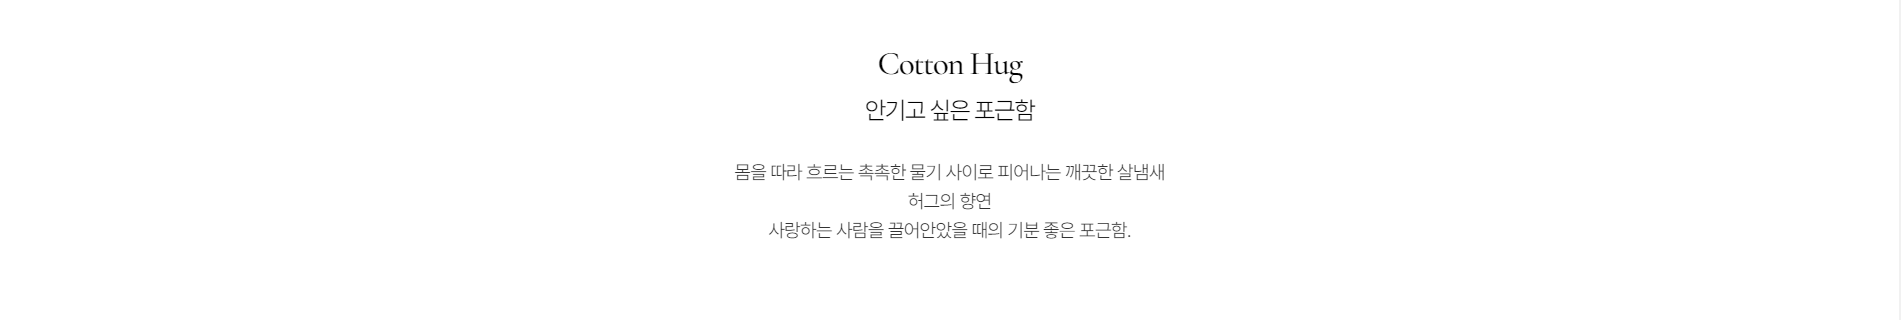 Cotton Hug
안기고 싶은 포근함
몸을 따라 흐르는 촉촉한 물기 사이로 피어나는 깨끗한 살냄새
허그의 향연
사랑하는 사람을 끌어안았을 때의 기분 좋은 포근함.